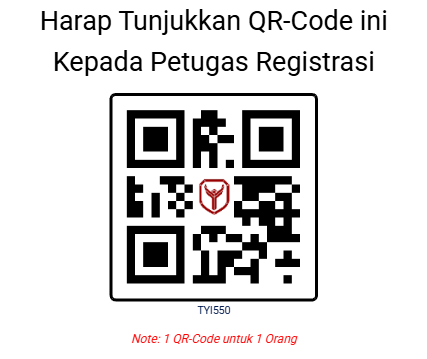 Harap Tunjukkan QR-Code ini
Kepada Petugas Registrasi
TYI550
Note: 1 QR-Code untuk 1 Orang